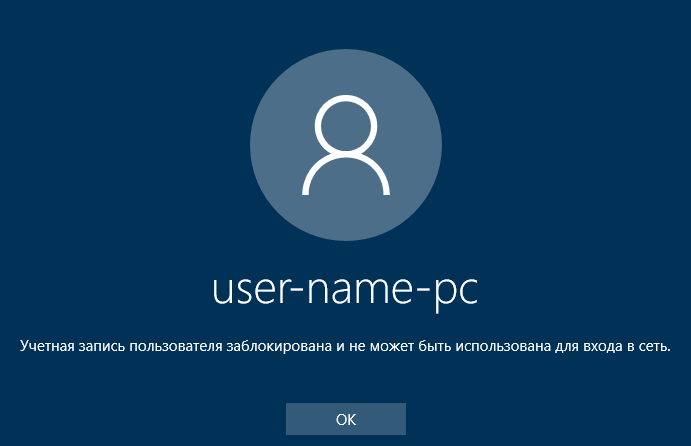 user-name-pc
Учетная запись пользователя заблокирована и не может быть использована для входа в сеть.
OK